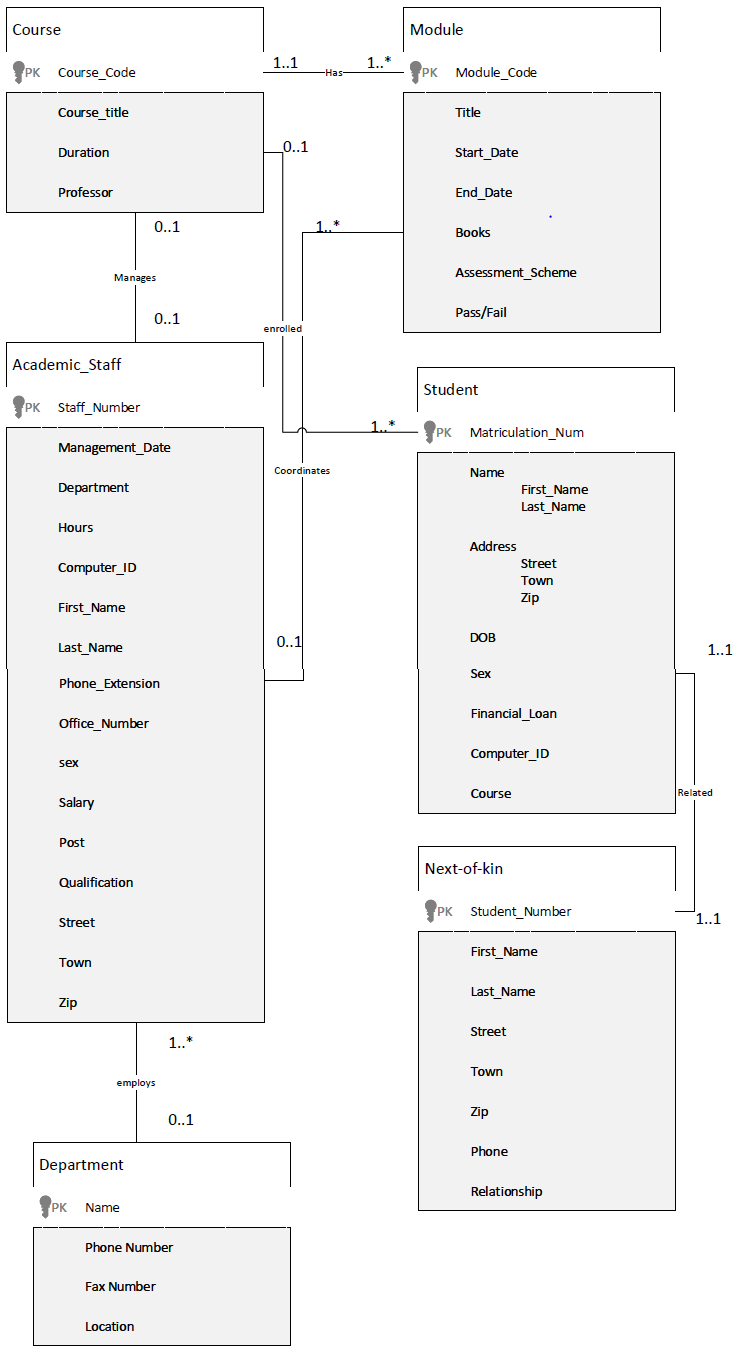 Course
PK Course_Code
Course_title
Duration
Professor
1..1
Has
1..*
Module
PK Module_Code
Title
Start_Date
End_Date
Books
Assessment_Scheme
Pass/Fail
0..1
1..*
0..1
Manages
0..1
enrolled
1..*
Coordinates
0..1
Academic_Staff
PK Staff_Number
Management_Date
Department
Hours
Computer_ID
First_Name
Last_Name
Phone_Extension
Office_Number
sex
Salary
Post
Qualification
Street
Town
Zip
Student
PK Matriculation_Num
Name
First_Name
Last_Name
Address
Street
Town
Zip
DOB
Sex
Financial_Loan
Computer_ID
Course
1..1
Related
1..1
Next-of-kin
PK Student_Number
First_Name
Last_Name
Street
Town
Zip
Phone
Relationship
1..*
employs
0..1
Department
PK Name
Phone Number
Fax Number
Location